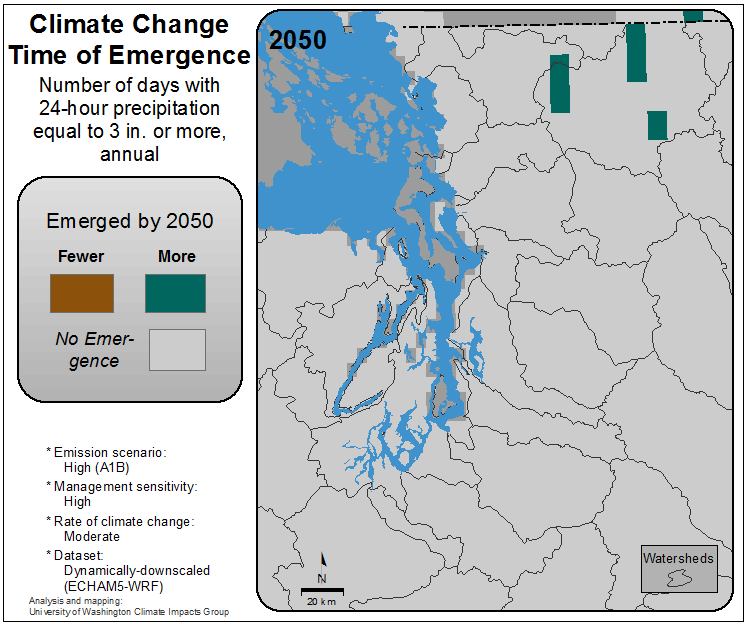 Climate Change
Time of Emergence
Number of days with
24-hour precipitation
equal to 3 in. or more,
annual
Emerged by 2050
Fewer
More
No Emer-
gence
* Emission scenario:
High (A1B)
* Management sensitivity:
High
* Rate of climate change:
Moderate
* Dataset:
Dynamically-downscaled
(ECHAM5-WRF)
Analysis and mapping:
University of Washington Climate Impacts Group
2050
N
20 km
Watersheds